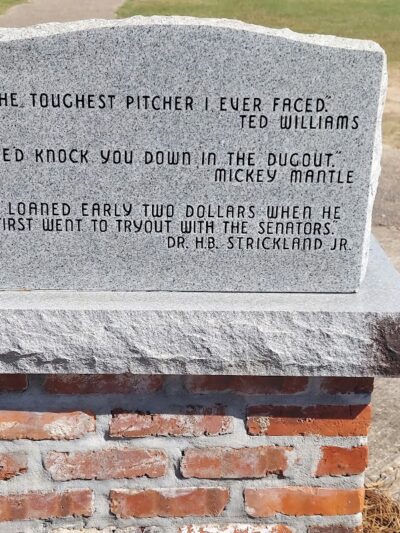 HE TOUGHEST PITCHER I EVER FACED."
TED WILLIAMS
ED KNOCK YOU DOWN IN THE DUGOUT."
MICKEY MANTLE
LOANED EARLY TWO DOLLARS WHEN HE
IRST WENT TO TRYOUT WITH THE SENATORS."
DR. H.B. STRICKLAND JR.